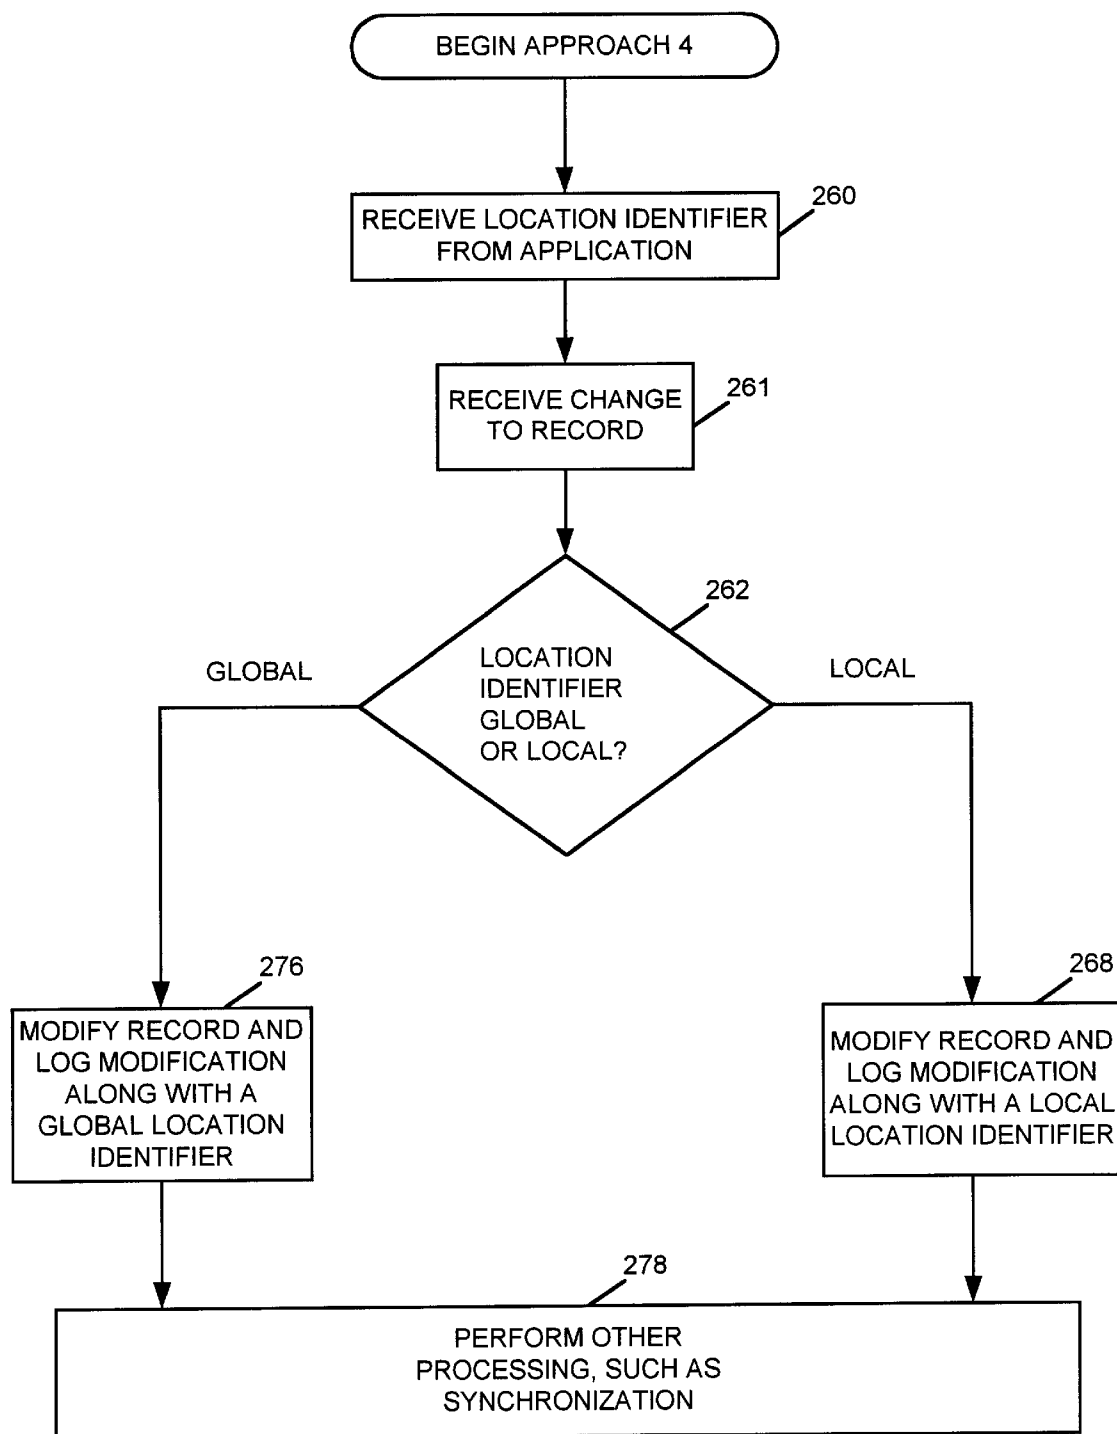 BEGIN APPROACH 4
260
RECEIVE LOCATION IDENTIFIER
FROM APPLICATION
261
RECEIVE CHANGE
TO RECORD
262
LOCATION
IDENTIFIER
GLOBAL
OR LOCAL?
GLOBAL
LOCAL
276
MODIFY RECORD AND
LOG MODIFICATION
ALONG WITH A
GLOBAL LOCATION
IDENTIFIER
268
MODIFY RECORD AND
LOG MODIFICATION
ALONG WITH A LOCAL
LOCATION IDENTIFIER
278
PERFORM OTHER
PROCESSING, SUCH AS
SYNCHRONIZATION